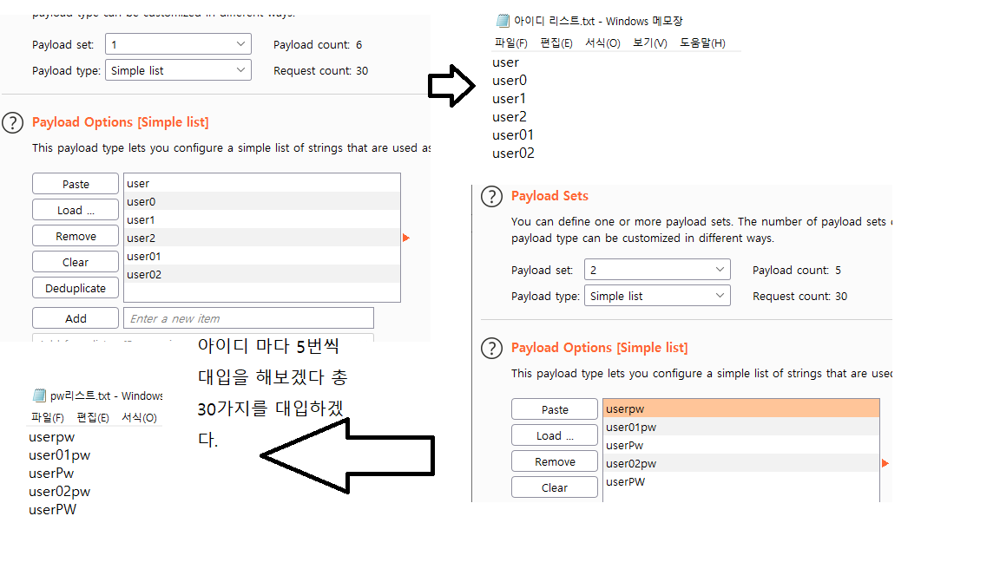 payload type can be customized in different ways.
Payload set: 1 Payload count: 6
Payload type: Simple list Request count: 30
? Payload Options [Simple list]
This payload type lets you configure a simple list of strings that are used as
Paste
Load ...
Remove
Clear
Deduplicate
user
user0
user1
user2
user01
user02
Add Enter a new item
아이디 리스트.txt - Windows 메모장
파일(F) 편집(E) 서식(O) 보기(V) 도움말(H)
user
user0
user1
user2
user01
user02
? Payload Sets
You can define one or more payload sets. The number of payload sets
payload type can be customized in different ways.
Payload set: 2 Payload count: 5
Payload type: Simple list Request count: 30
? Payload Options [Simple list]
This payload type lets you configure a simple list of strings that are used
Paste
Load ...
Remove
Clear
userpw
user01pw
userPw
user02pw
userPW
아이디 마다 5번씩
대입을 해보겠다 총
30가지를 대입하겠
다.
pw리스트.txt - Windows
파일(F) 편집(E) 서식(O)
userpw
user01pw
userPw
user02pw
userPW